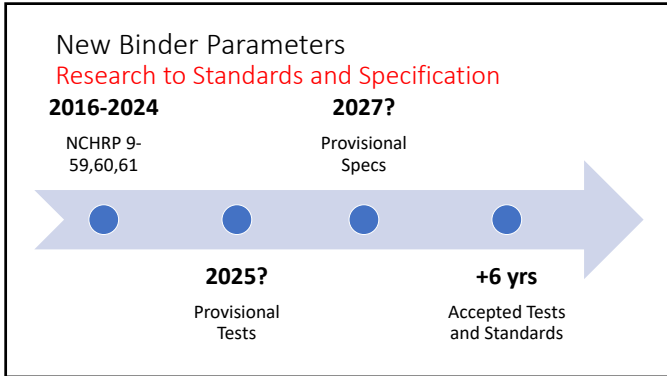 New Binder Parameters
Research to Standards and Specification
2016-2024
NCHRP 9-
59,60,61
2025?
Provisional
Tests
2027?
Provisional
Specs
+6 yrs
Accepted Tests
and Standards